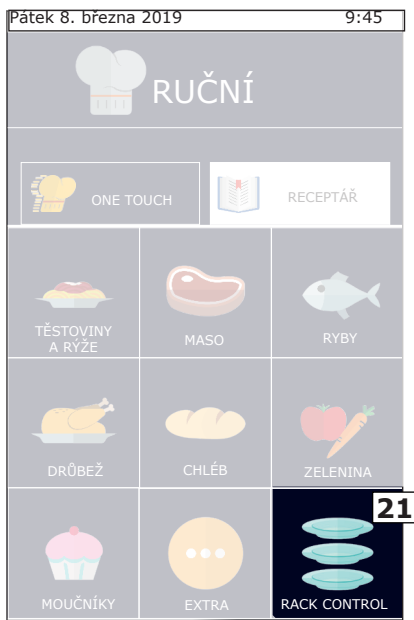 Pátek 8. března 2019 9:45
RUČNÍ
ONE TOUCH RECEPTÁŘ
TĚSTOVINY
A RÝŽE
MASO
RYBY
DRŮBEŽ
CHLÉB
ZELENINA
21
MOUČNÍKY
EXTRA
RACK CONTROL